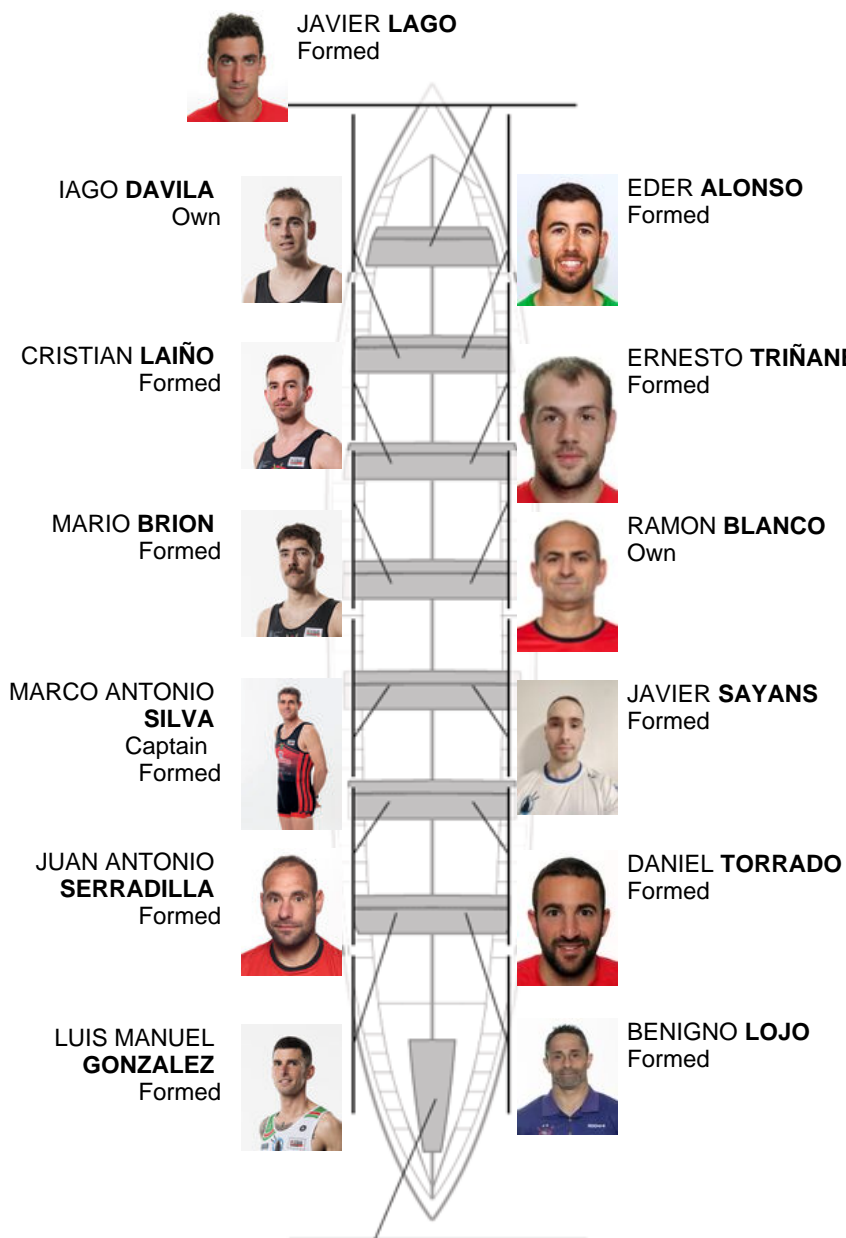 JAVIER LAGO
Formed
IAGO DAVILA
Own
EDER ALONSO
Formed
CRISTIAN LAIÑO
Formed
ERNESTO
Formed
MARIO BRION
Formed
RAMON BLANCO
Own
MARCO ANTONIO
SILVA
Captain
Formed
JAVIER SAYANS
Formed
JUAN ANTONIO
SERRADILLA
Formed
DANIEL TORRADO
Formed
LUIS MANUEL
GONZALEZ
Formed
BENIGNO LOJO
Formed